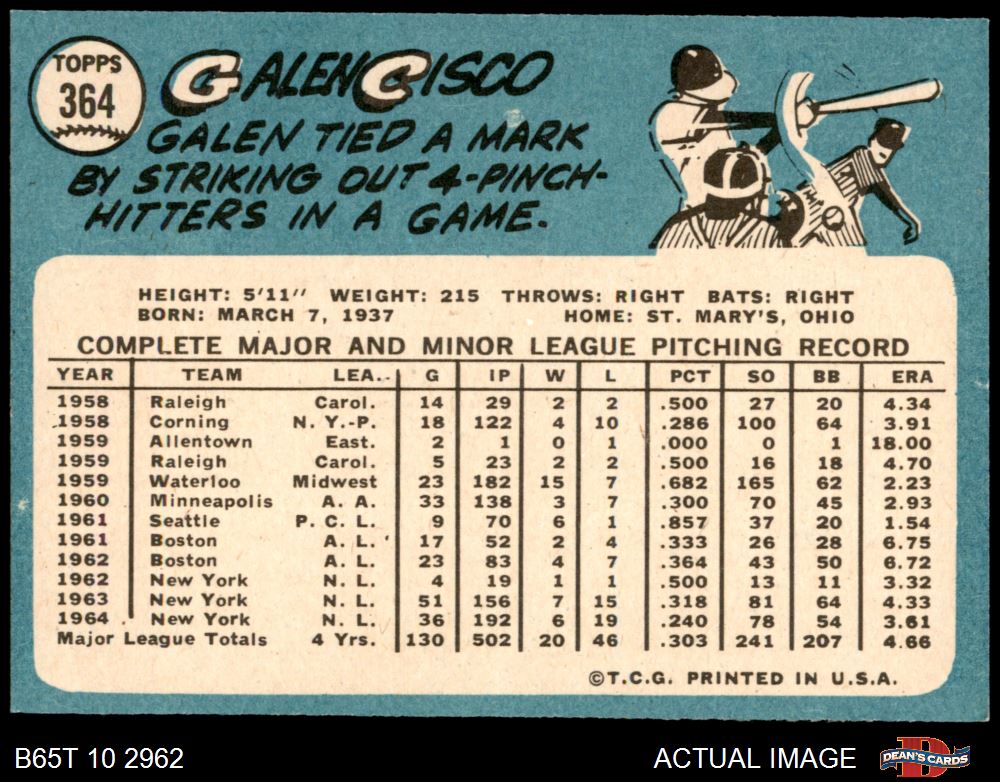 TOPPS
364
GALEN CISCO
GALEN TIED A MARK
BY STRIKING OUT 4-PINCH-
HITTERS IN A GAME.
HEIGHT: 5'11" WEIGHT: 215 THROWS: RIGHT BATS: RIGHT
BORN: MARCH 7, 1937 HOME: ST. MARY'S, OHIO
COMPLETE MAJOR AND MINOR LEAGUE PITCHING RECORD
YEAR TEAM LEA. G IP W L PCT SO BB ERA
1958 Raleigh Carol. 14 29 2 2 .500 27 20 4.34
1958 Corning N. Y.-P. 18 122 4 10 .286 100 64 3.91
1959 Allentown East. 2 1 0 1 .000 0 1 18.00
1959 Raleigh Carol. 5 23 2 2 .500 16 18 4.70
1959 Waterloo Midwest 23 182 15 7 .682 165 62 2.23
1960 Minneapolis A. A. 33 138 3 7 .300 70 45 2.93
1961 Seattle P. C. L. 9 70 6 1 .857 37 20 1.54
1961 Boston A. L. 17 52 2 4 .333 26 28 6.75
1962 Boston A. L. 23 83 4 7 .364 43 50 6.72
1962 New York N. L. 4 19 1 1 .500 13 11 3.32
1963 New York N. L. 51 156 7 15 .318 81 64 4.33
1964 New York N. L. 36 192 6 19 .240 78 54 3.61
Major League Totals 4 Yrs. 130 502 20 46 .303 241 207 4.66
©T.C.G. PRINTED IN U.S.A.
B65T 10 2962 ACTUAL IMAGE DEAN'S CARDS